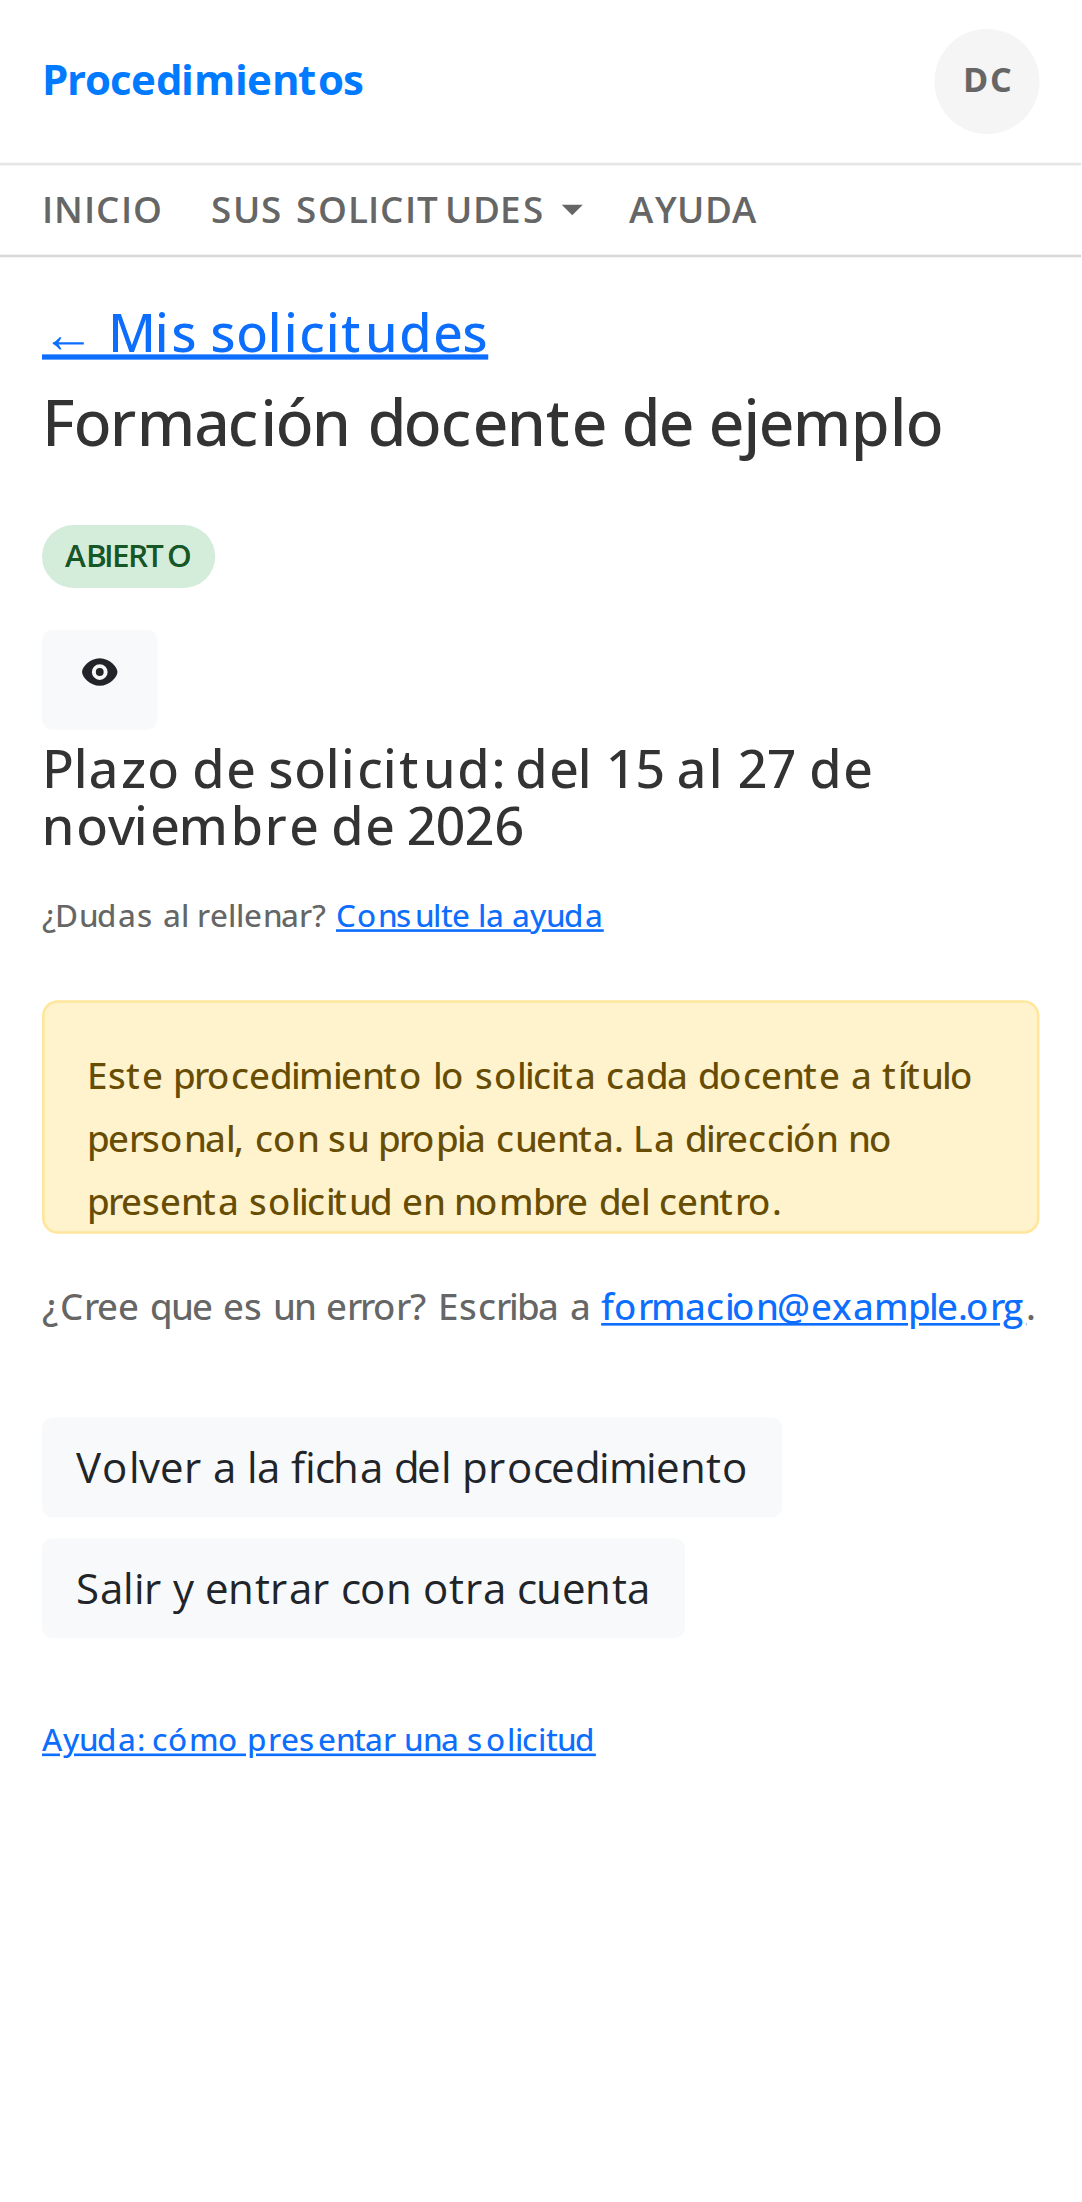 Procedimientos
DC
INICIO SUS SOLICITUDES AYUDA
← Mis solicitudes
Formación docente de ejemplo
ABIERTO
Plazo de solicitud: del 15 al 27 de
noviembre de 2026
¿Dudas al rellenar? Consulte la ayuda
Este procedimiento lo solicita cada docente a título
personal, con su propia cuenta. La dirección no
presenta solicitud en nombre del centro.
¿Cree que es un error? Escriba a formacion@example.org.
Volver a la ficha del procedimiento
Salir y entrar con otra cuenta
Ayuda: cómo presentar una solicitud